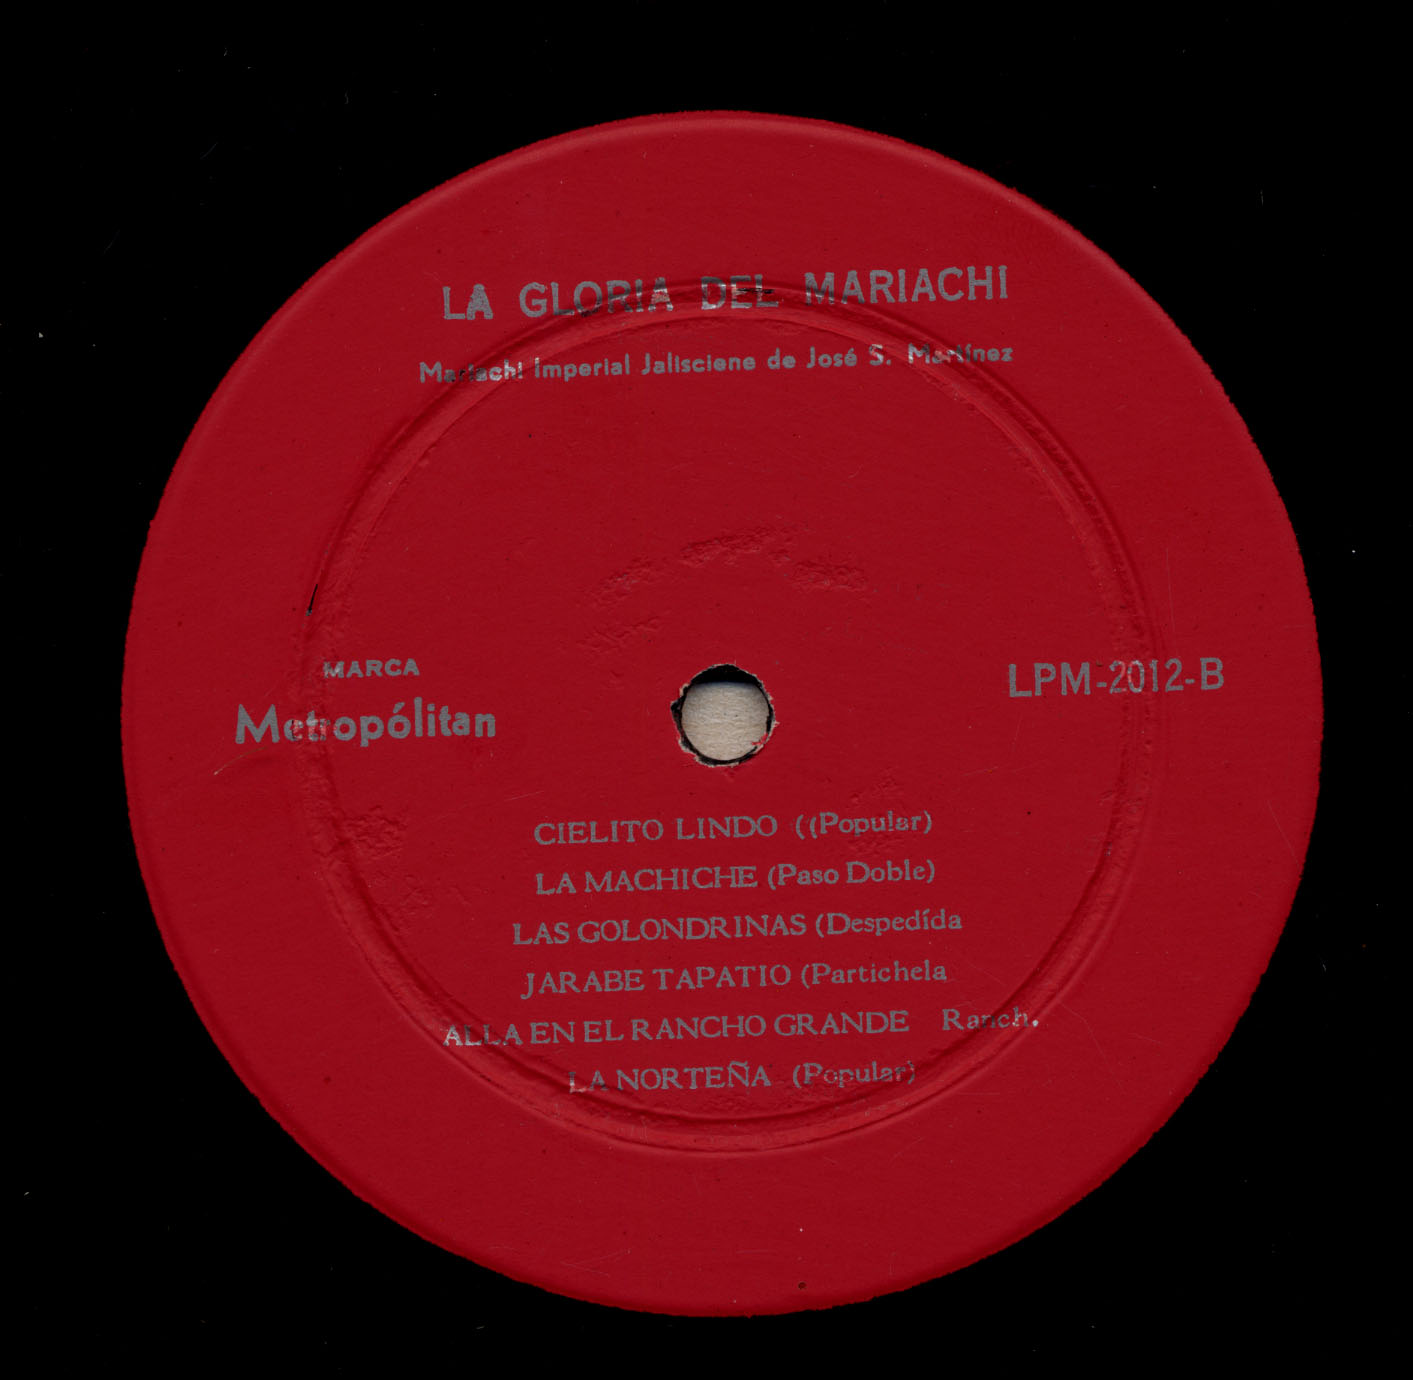 LA GLORIA DEL MARIACHI
Mariachi Imperial Jalisciene de José S. Martínez
MARCA
Metropólitan
LPM-2012-B
CIELITO LINDO ((Popular)
LA MACHICHE (Paso Doble)
LAS GOLONDRINAS (Despedída
JARABE TAPATIO (Partichela
ALLA EN EL RANCHO GRANDE Ranch.
LA NORTEÑA (Popular)